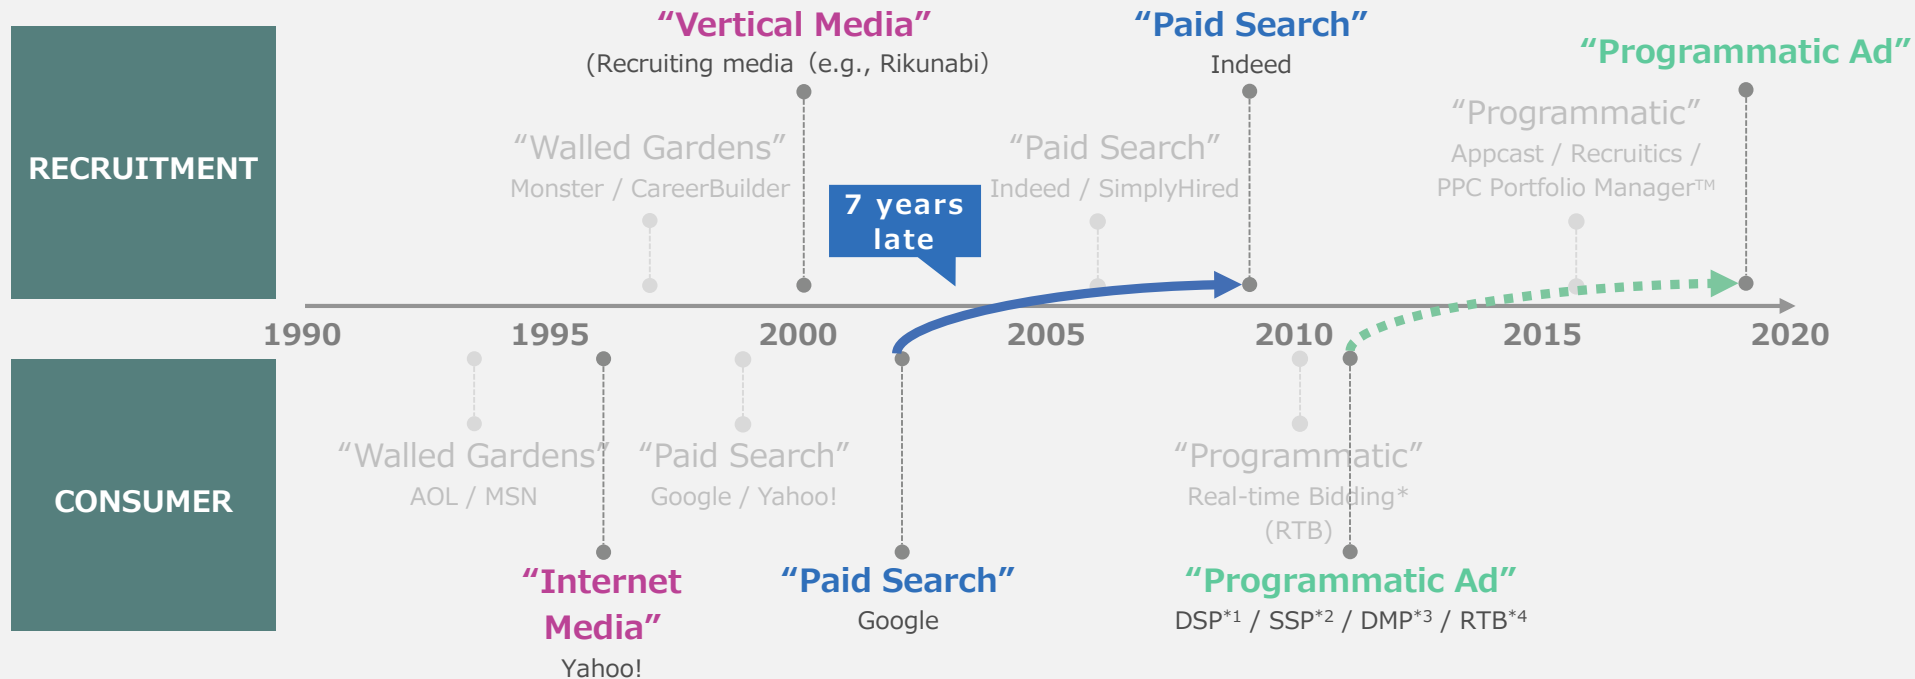 “Vertical Media”
(Recruiting media（e.g., Rikunabi）
“Paid Search”
Indeed
“Programmatic Ad”
RECRUITMENT
“Walled Gardens”
Monster / CareerBuilder
7 years
late
“Paid Search”
Indeed / SimplyHired
“Programmatic”
Appcast / Recruitics /
PPC Portfolio Manager™
1990 1995 2000 2005 2010 2015 2020
CONSUMER
“Walled Gardens”
AOL / MSN
“Paid Search”
Google / Yahoo!
“Programmatic”
Real-time Bidding*
(RTB)
“Internet
Media”
Yahoo!
“Paid Search”
Google
“Programmatic Ad”
DSP*1 / SSP*2 / DMP*3 / RTB*4